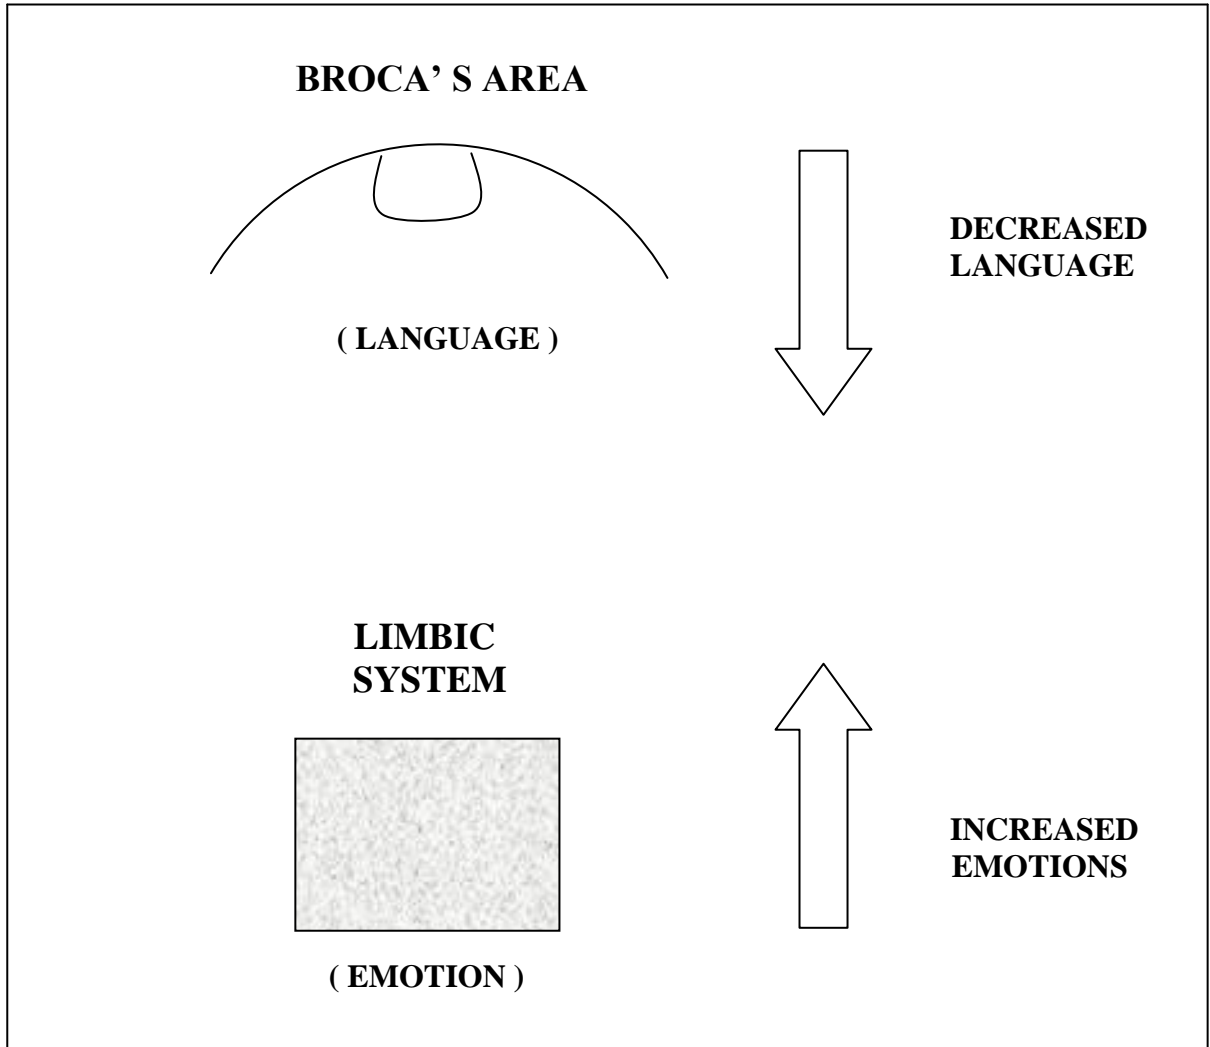 BROCA’ S AREA
DECREASED
LANGUAGE
( LANGUAGE )
LIMBIC
SYSTEM
INCREASED
EMOTIONS
( EMOTION )